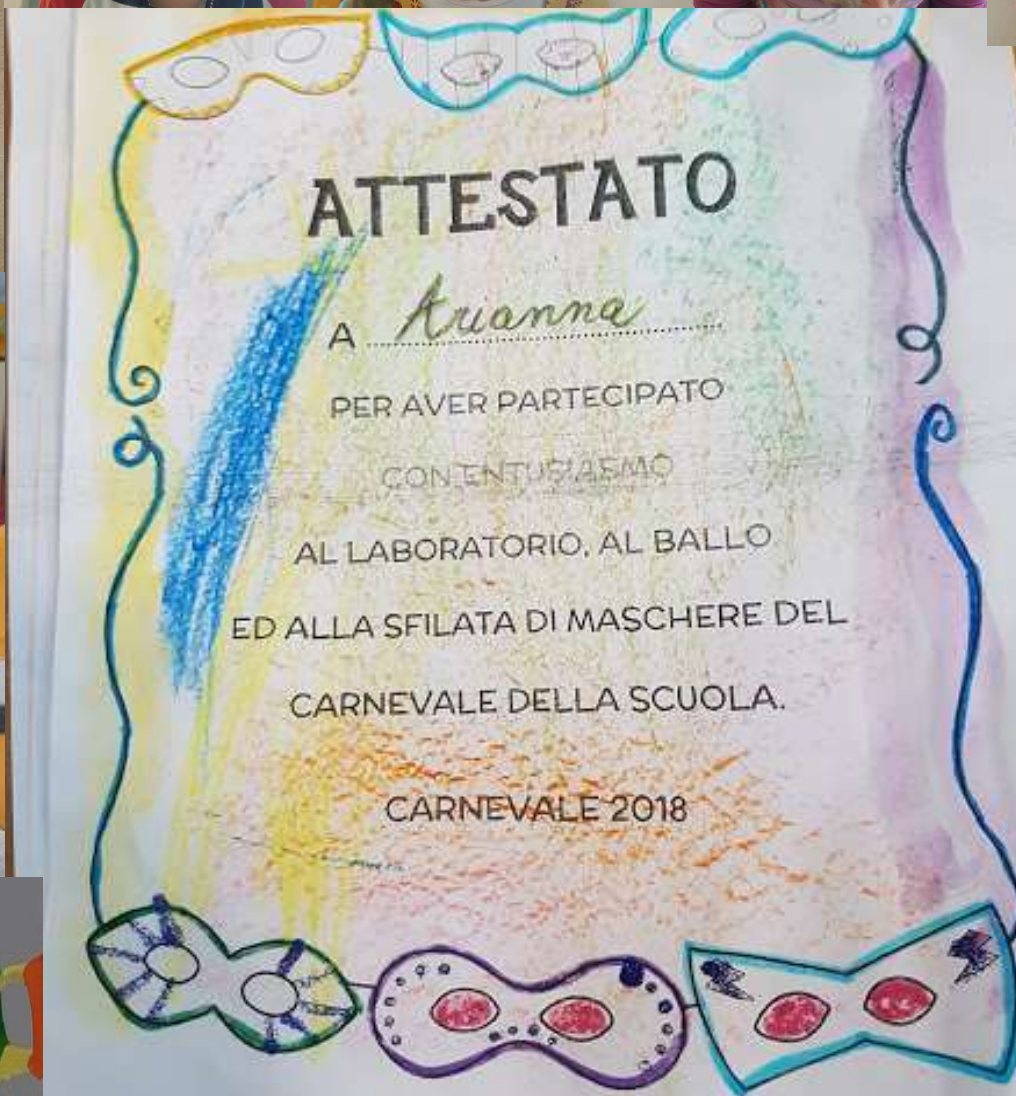 ATTESTATO
A Arianna
PER AVER PARTECIPATO
CON ENTUSIASMO
AL LABORATORIO, AL BALLO
ED ALLA SFILATA DI MASCHERE DEL
CARNEVALE DELLA SCUOLA.
CARNEVALE 2018